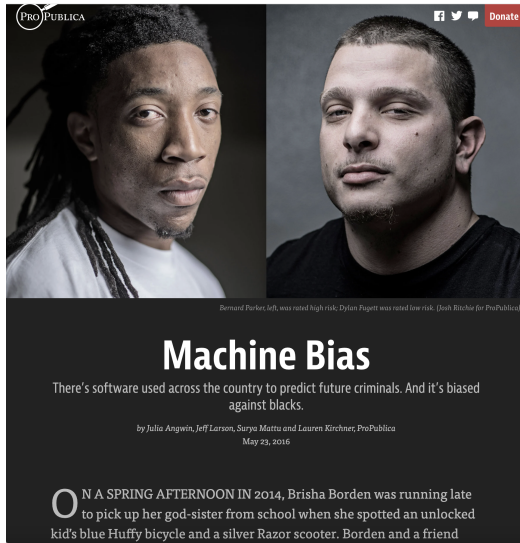 PRO PUBLICA
Donate
Bernard Parker, left, was rated high risk; Dylan Fugett was rated low risk. (Josh Ritchie for ProPublica)
Machine Bias
There's software used across the country to predict future criminals. And it's biased
against blacks.
by Julia Angwin, Jeff Larson, Surya Mattu and Lauren Kirchner, ProPublica
May 23, 2016
ON A SPRING AFTERNOON IN 2014, Brisha Borden was running late
to pick up her god-sister from school when she spotted an unlocked
kid's blue Huffy bicycle and a silver Razor scooter. Borden and a friend